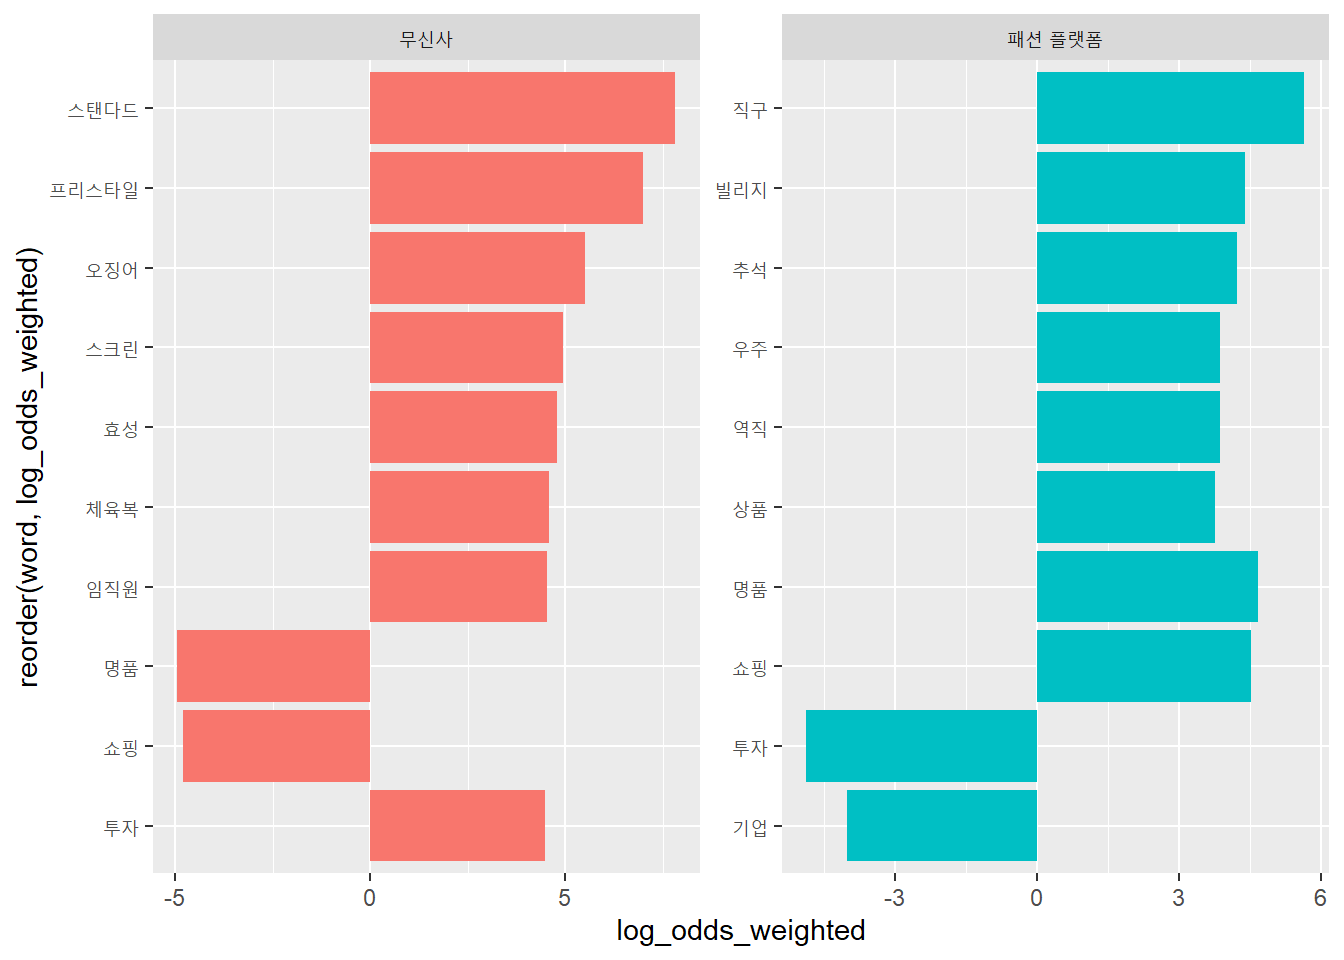 무신사
패션 플랫폼
reorder(word, log_odds_weighted)
스탠다드
프리스타일
오징어
스크린
효성
체육복
임직원
명품
쇼핑
투자
직구
빌리지
추석
우주
역직
상품
명품
쇼핑
투자
기업
-5 0 5
-3 0 3 6
log_odds_weighted